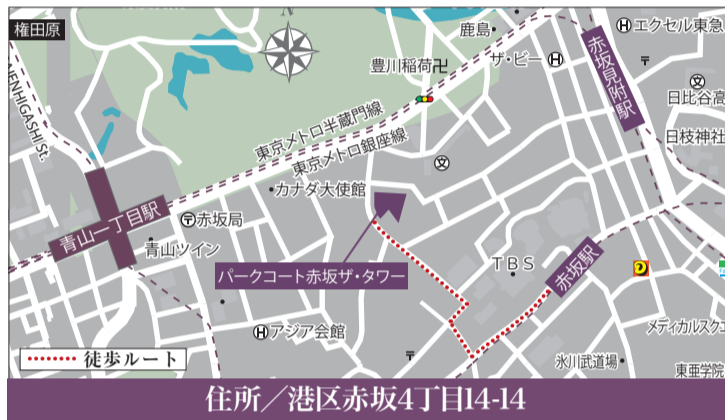 権田原
鹿島
エクセル東急
豊川稲荷
ザ・ビー
赤坂見附駅
日比谷高
日枝神社
ENHIGASHI St.
東京メトロ半蔵門線
東京メトロ銀座線
文
カナダ大使館
青山一丁目駅
赤坂局
青山ツイン
パークコート赤坂ザ・タワー
TBS
赤坂駅
アジア会館
メディカルスクエ
氷川武道場
東亜学院
徒歩ルート
住所／港区赤坂4丁目14-14